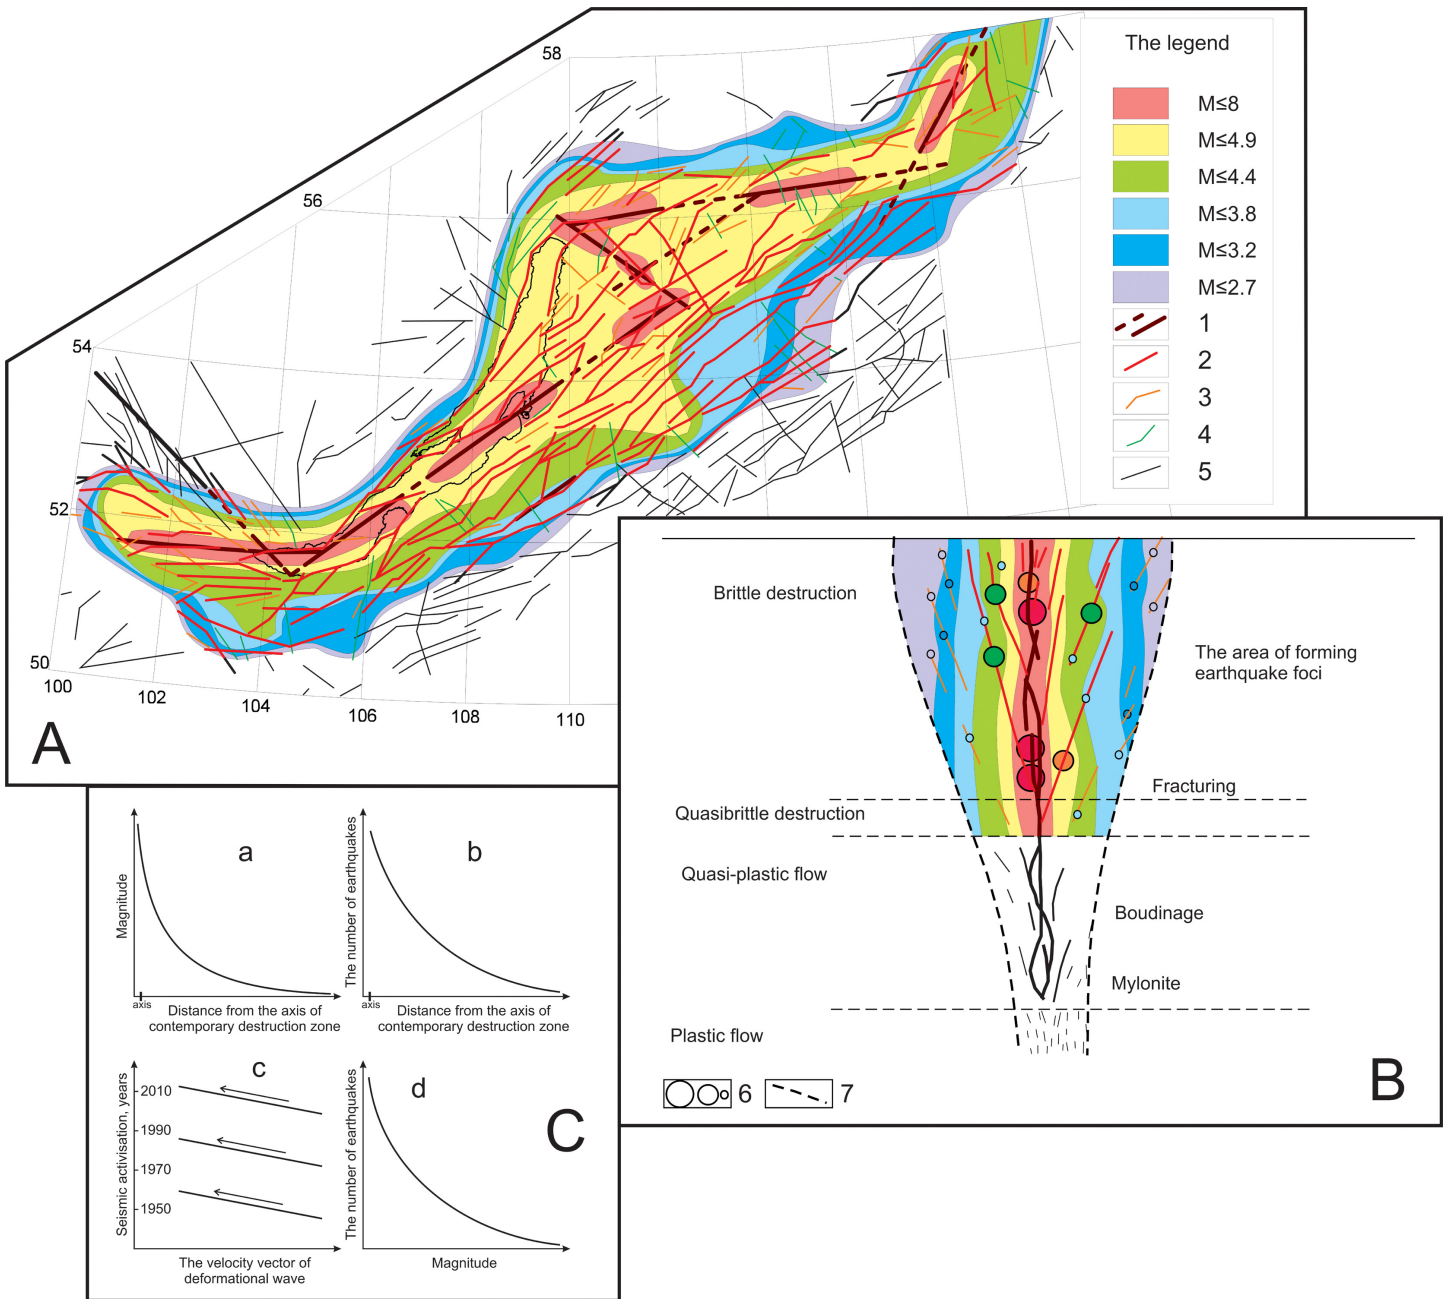 58
56
54
52
50
100
102
104
106
108
110
A
The legend
M≤8
M≤4.9
M≤4.4
M≤3.8
M≤3.2
M≤2.7
1
2
3
4
5
Brittle destruction
The area of forming
earthquake foci
Fracturing
Quasibrittle destruction
Quasi-plastic flow
Boudinage
Mylonite
Plastic flow
B
6
7
a
Magnitude
axis
Distance from the axis of
contemporary destruction zone
b
The number of earthquakes
axis
Distance from the axis of
contemporary destruction zone
c
Seismic activisation, years
2010
1990
1970
1950
The velocity vector of
deformational wave
d
The number of earthquakes
Magnitude
C